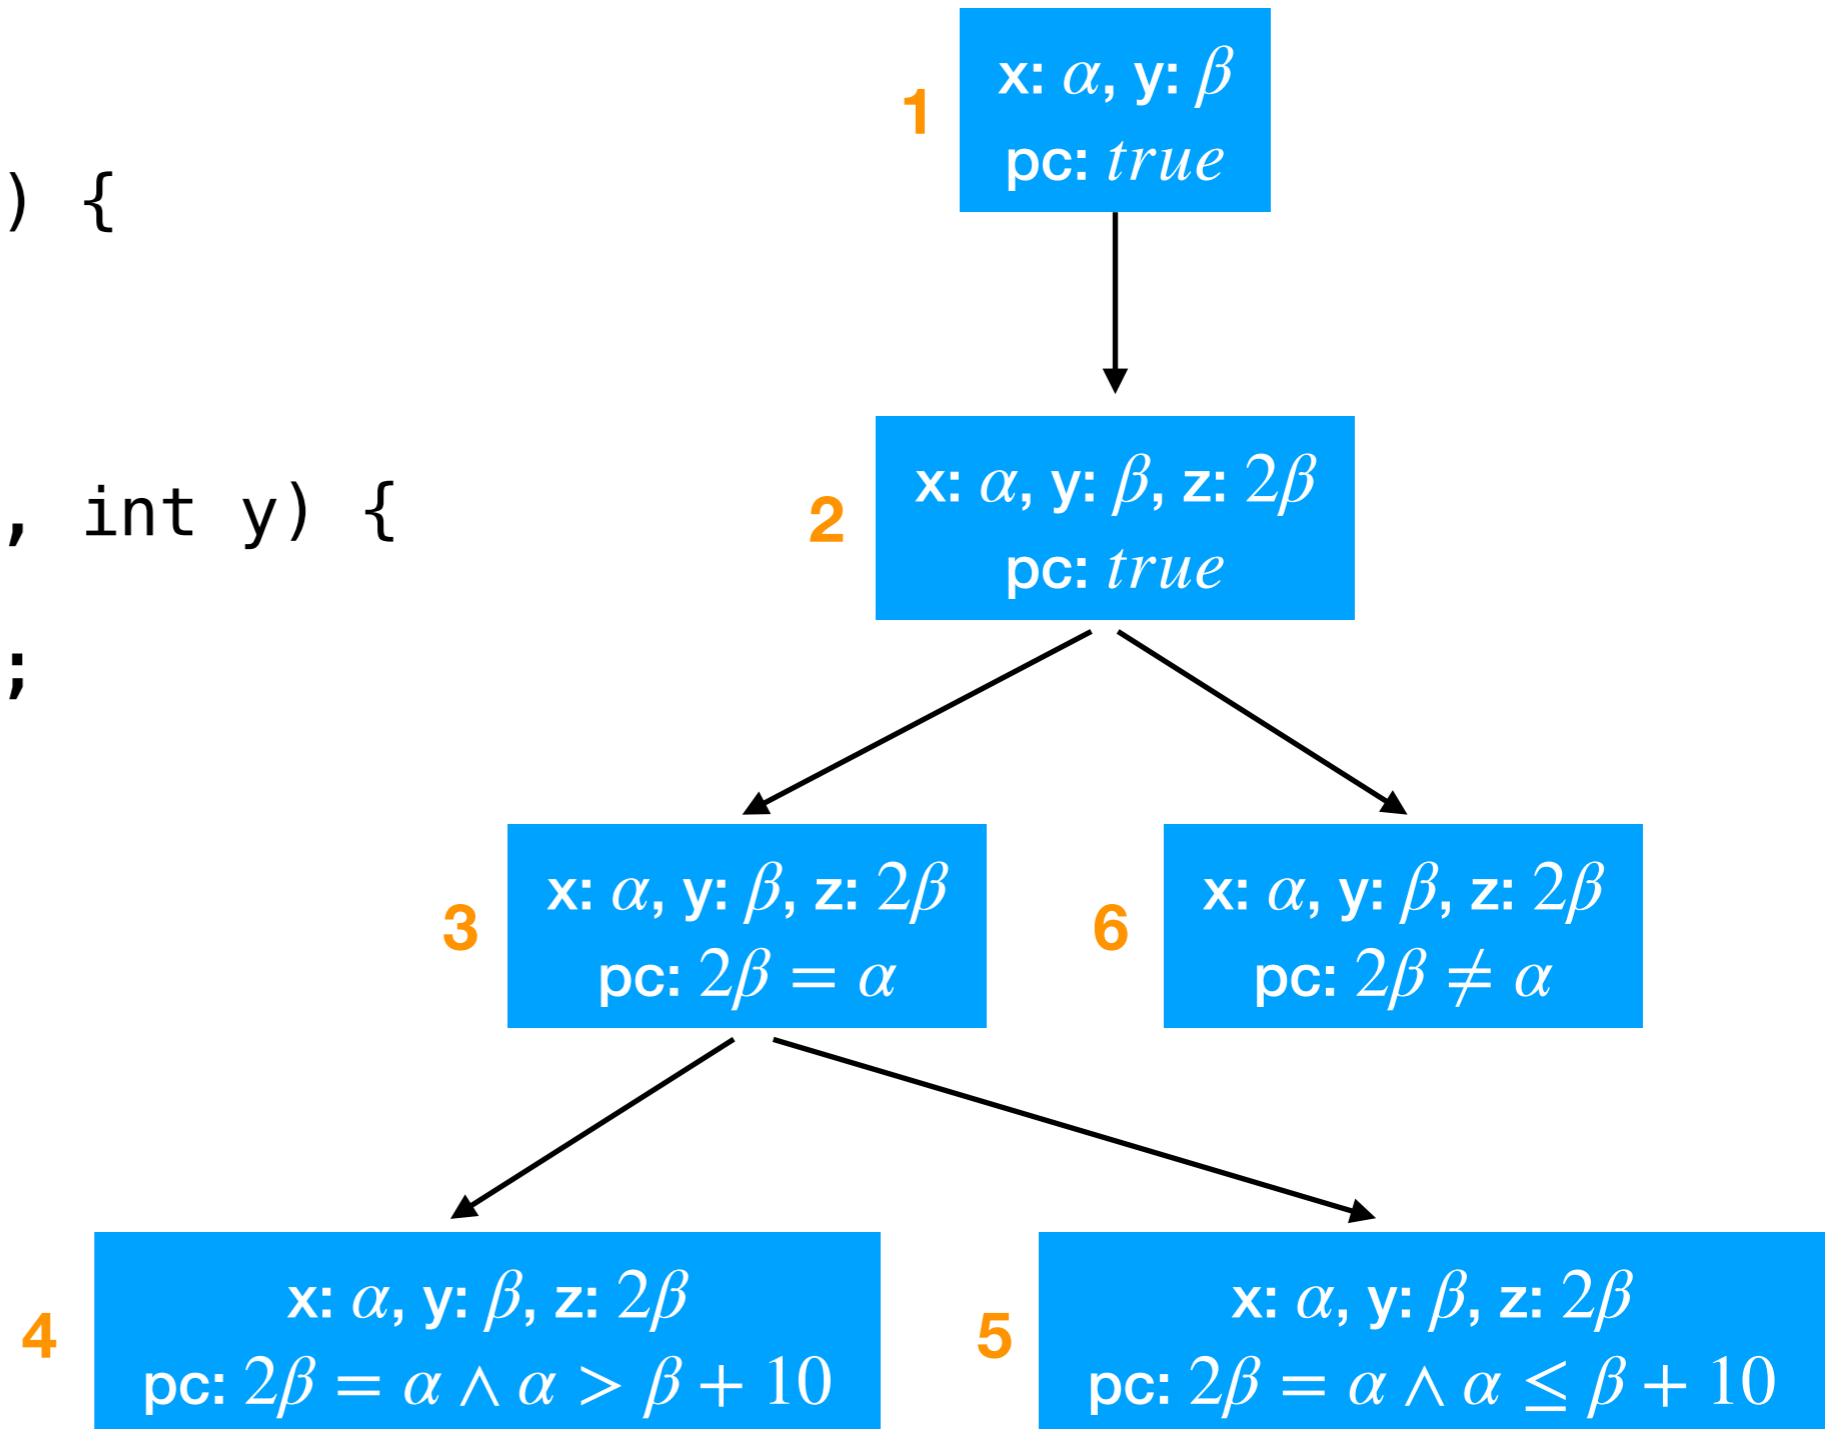 ) {
, int y) {
;
1
x: α, y: β
pc: true
2
x: α, y: β, z: 2β
pc: true
3
x: α, y: β, z: 2β
pc: 2β = α
6
x: α, y: β, z: 2β
pc: 2β ≠ α
4
x: α, y: β, z: 2β
pc: 2β = α ∧ α > β + 10
5
x: α, y: β, z: 2β
pc: 2β = α ∧ α ≤ β + 10